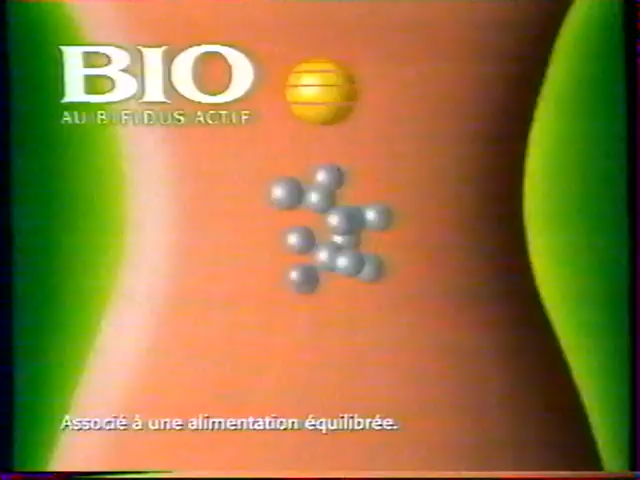 BIO
AU BIFIDUS ACTIF
Associé à une alimentation équilibrée.